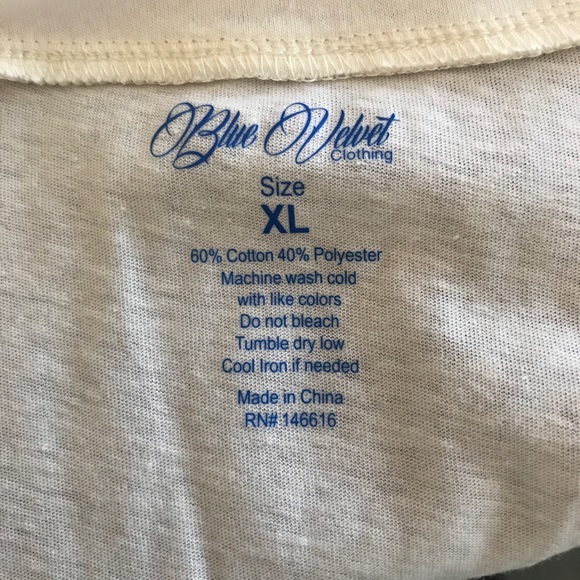 Blue Velvet
Clothing
Size
XL
60% Cotton 40% Polyester
Machine wash cold
with like colors
Do not bleach
Tumble dry low
Cool Iron if needed
Made in China
RN# 146616